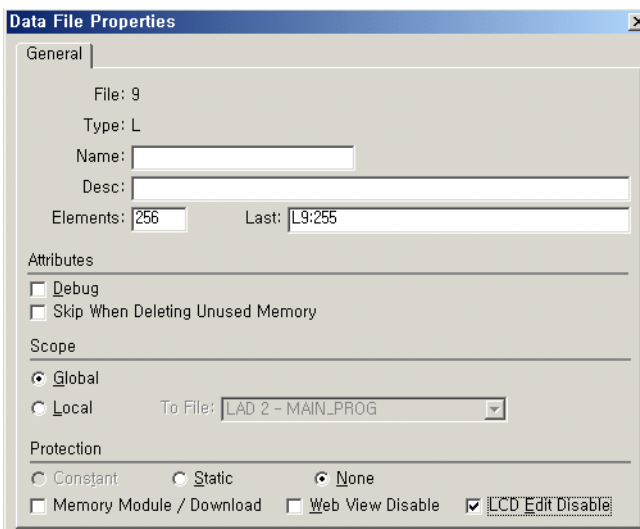 Data File Properties
General
File: 9
Type: L
Name:
Desc:
Elements: 256 Last: L9:255
Attributes
Debug
Skip When Deleting Unused Memory
Scope
Global
Local To File: LAD 2 - MAIN_PROG
Protection
Constant Static None
Memory Module / Download Web View Disable LCD Edit Disable